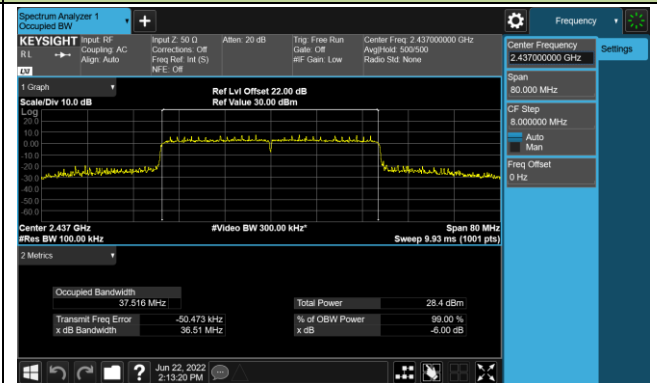 Spectrum Analyzer 1
Occupied BW
Frequency
KEYSIGHT
R L
LXI
Input: RF
Coupling: AC
Align: Auto
Input Z: 50 Ω
Corrections: Off
Freq Ref: Int (S)
NFE: Off
Atten: 20 dB
Trig: Free Run
Gate: Off
#IF Gain: Low
Center Freq: 2.437000000 GHz
Avg|Hold: 500/500
Radio Std: None
Center Frequency
2.437000000 GHz
Settings
Span
80.000 MHz
CF Step
8.000000 MHz
Auto
Man
Freq Offset
0 Hz
1 Graph
Scale/Div 10.0 dB
Ref Lvl Offset 22.00 dB
Ref Value 30.00 dBm
Log
20.0
10.0
0.00
-10.0
-20.0
-30.0
-40.0
-50.0
-60.0
Center 2.437 GHz
#Res BW 100.00 kHz
#Video BW 300.00 kHz*
Span 80 MHz
Sweep 9.93 ms (1001 pts)
2 Metrics
Occupied Bandwidth
37.516 MHz
Total Power 28.4 dBm
Transmit Freq Error -50.473 kHz
% of OBW Power 99.00 %
x dB Bandwidth 36.51 MHz
x dB -6.00 dB
?
Jun 22, 2022
2:13:20 PM